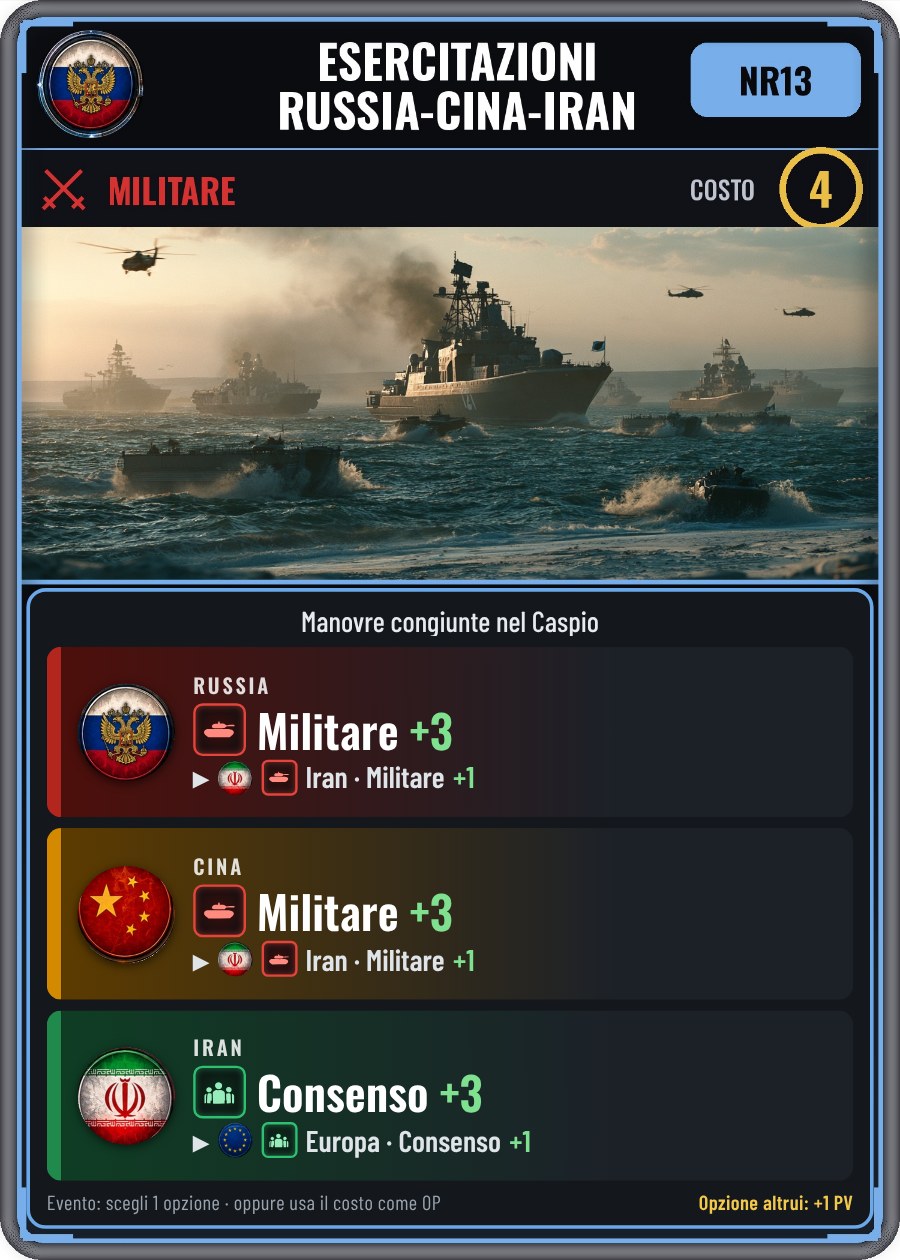 ESERCITAZIONI
RUSSIA-CINA-IRAN
NR13
MILITARE
COSTO
4
Manovre congiunte nel Caspio
RUSSIA
Militare +3
▶ Iran · Militare +1
CINA
Militare +3
▶ Iran · Militare +1
IRAN
Consenso +3
▶ Europa · Consenso +1
Evento: scegli 1 opzione · oppure usa il costo come OP
Opzione altrui: +1 PV